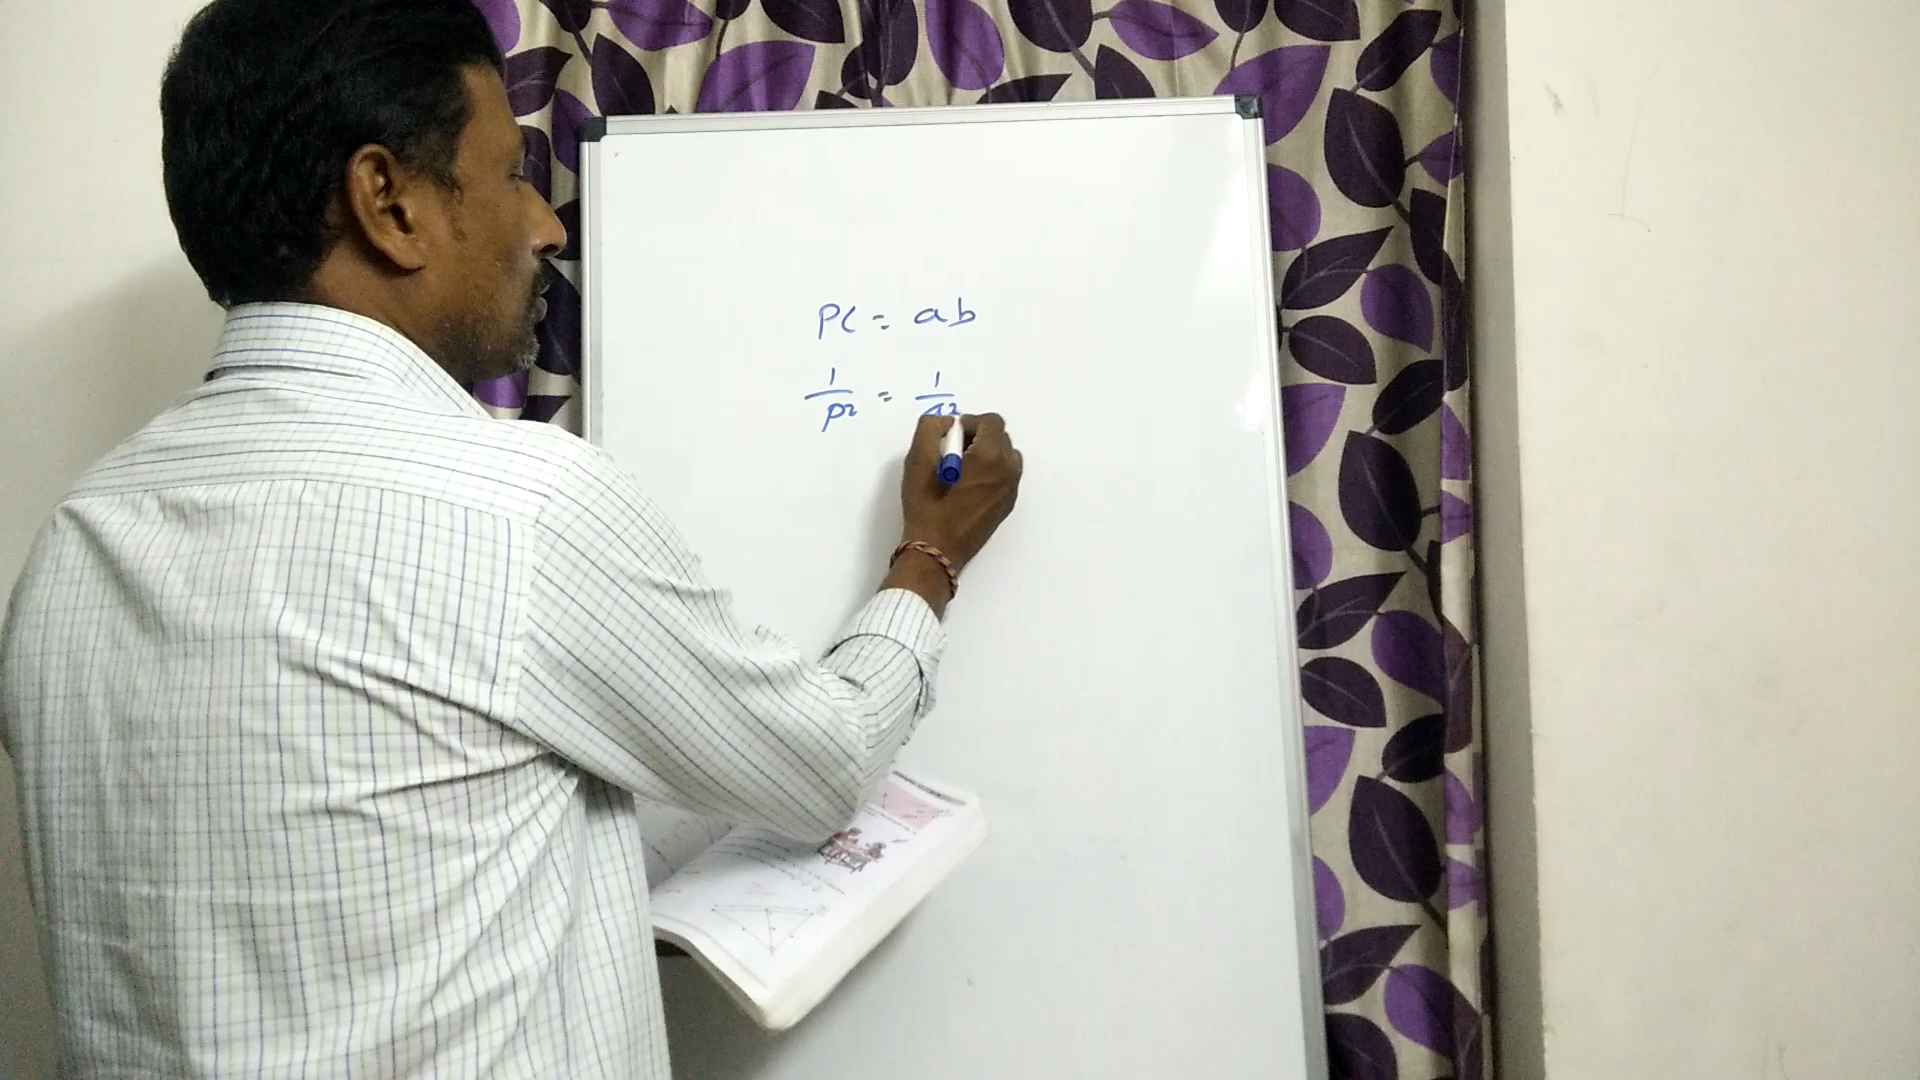 pc = ab
1/p² = 1/a²